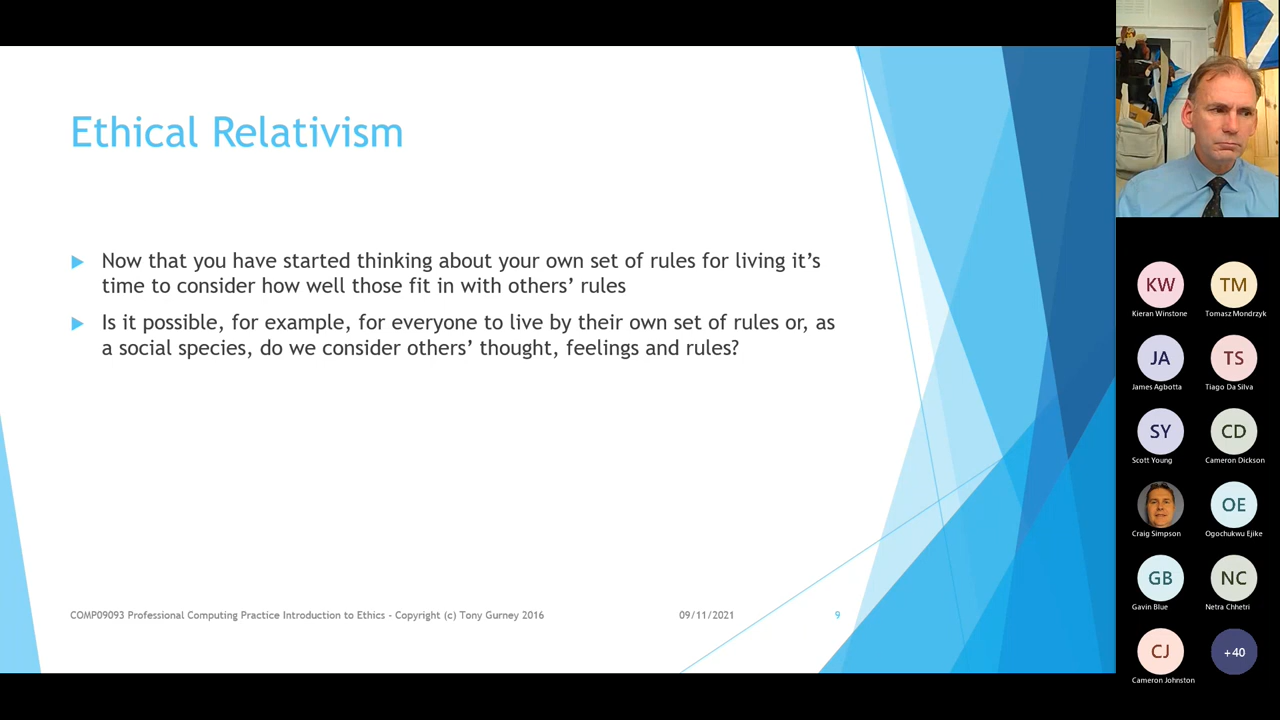 Ethical Relativism
Now that you have started thinking about your own set of rules for living it's
time to consider how well those fit in with others' rules
Is it possible, for example, for everyone to live by their own set of rules or, as
a social species, do we consider others' thought, feelings and rules?
COMP09093 Professional Computing Practice Introduction to Ethics - Copyright (c) Tony Gurney 2016
09/11/2021
9
KW
TM
Kieran Winstone
Tomasz Mondrzyk
JA
TS
James Agbotta
Tiago Da Silva
SY
CD
Scott Young
Cameron Dickson
OE
Craig Simpson
Ogochukwu Ejike
GB
NC
Gavin Blue
Netra Chhetri
CJ
+40
Cameron Johnston